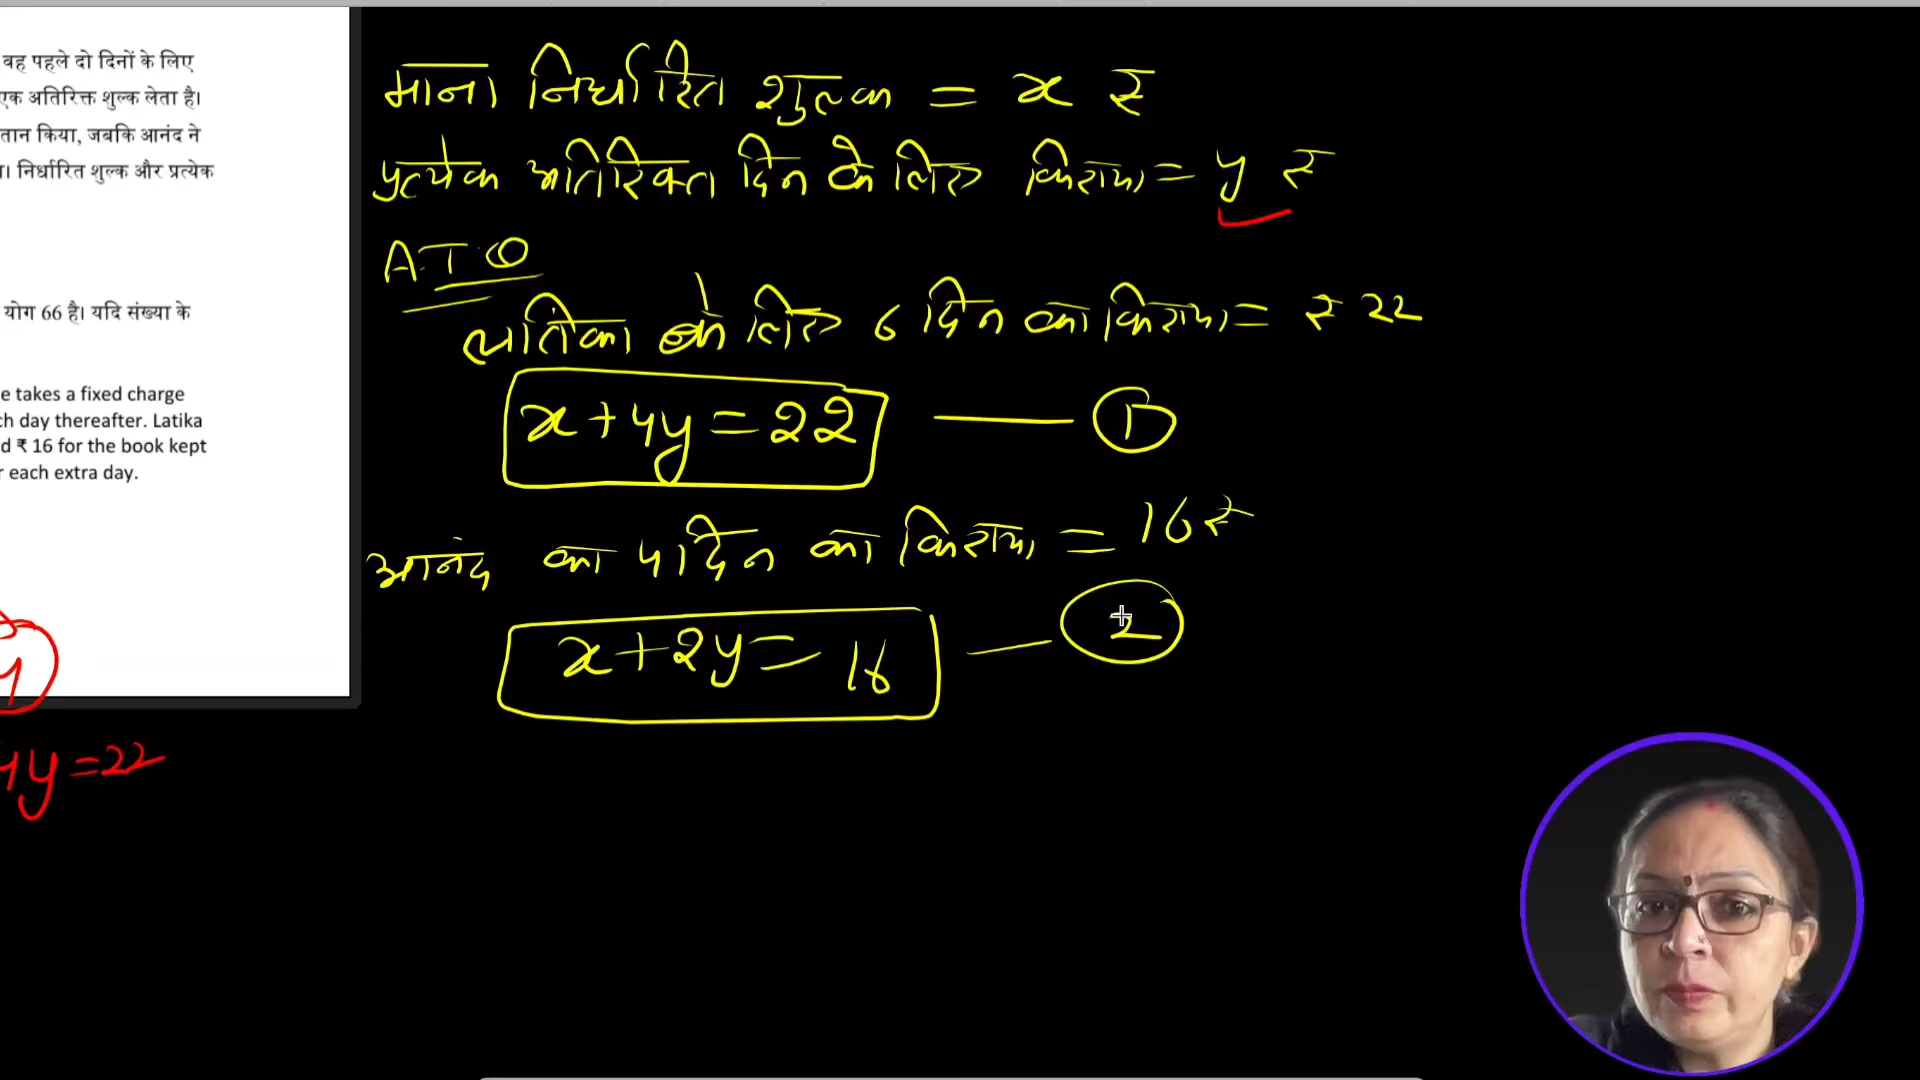 वह पहले दो दिनों के लिए
एक अतिरिक्त शुल्क लेता है।
तान किया, जबकि आनंद ने
। निर्धारित शुल्क और प्रत्येक
योग 66 है। यदि संख्या के
e takes a fixed charge
ch day thereafter. Latika
d ₹ 16 for the book kept
r each extra day.
y
4y=22
माना निर्धारित शुल्क = x ₹
प्रत्येक अतिरिक्त दिन के लिए किराया = y ₹
ATQ
लतिका के लिए 6 दिन का किराया = ₹ 22
x+4y=22 — 1
आनंद का 4 दिन का किराया = 16 ₹
x+2y=16 — 2